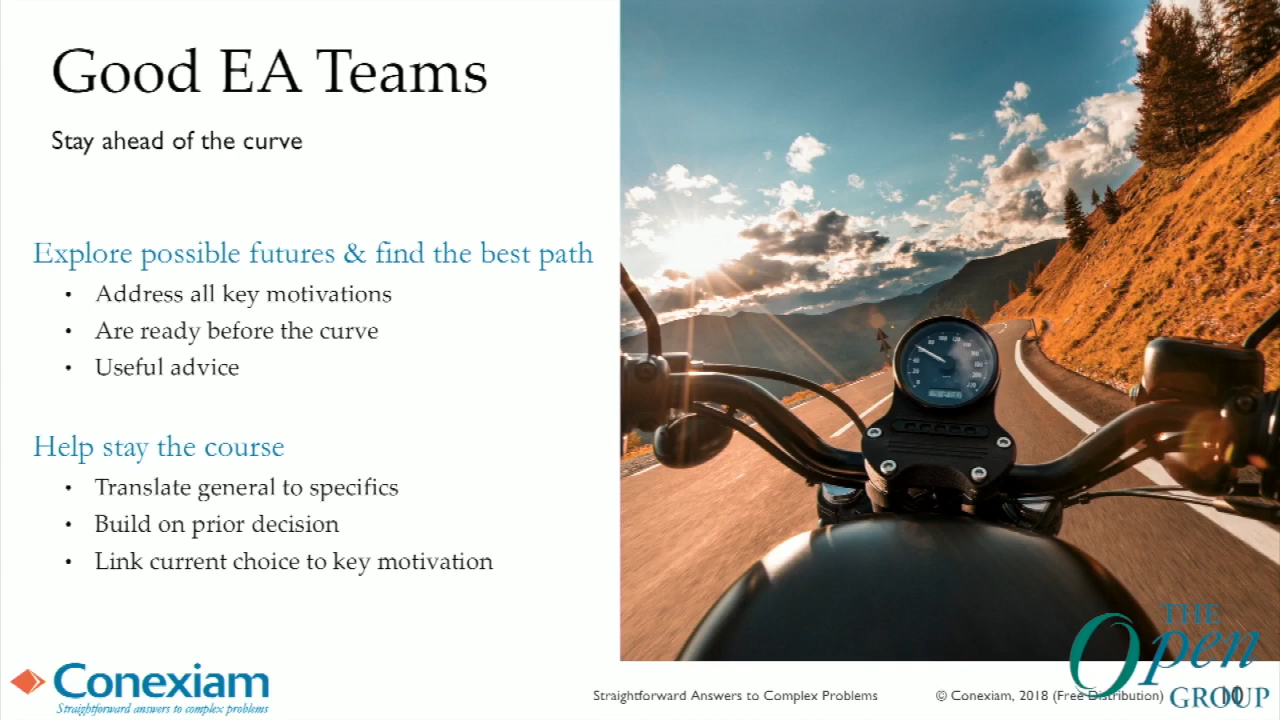 Good EA Teams
Stay ahead of the curve
Explore possible futures & find the best path
• Address all key motivations
• Are ready before the curve
• Useful advice
Help stay the course
• Translate general to specifics
• Build on prior decision
• Link current choice to key motivation
Conexiam
Straightforward answers to complex problems
Straightforward Answers to Complex Problems
© Conexiam, 2018 (Free Distribution)
THE
Open
GROUP